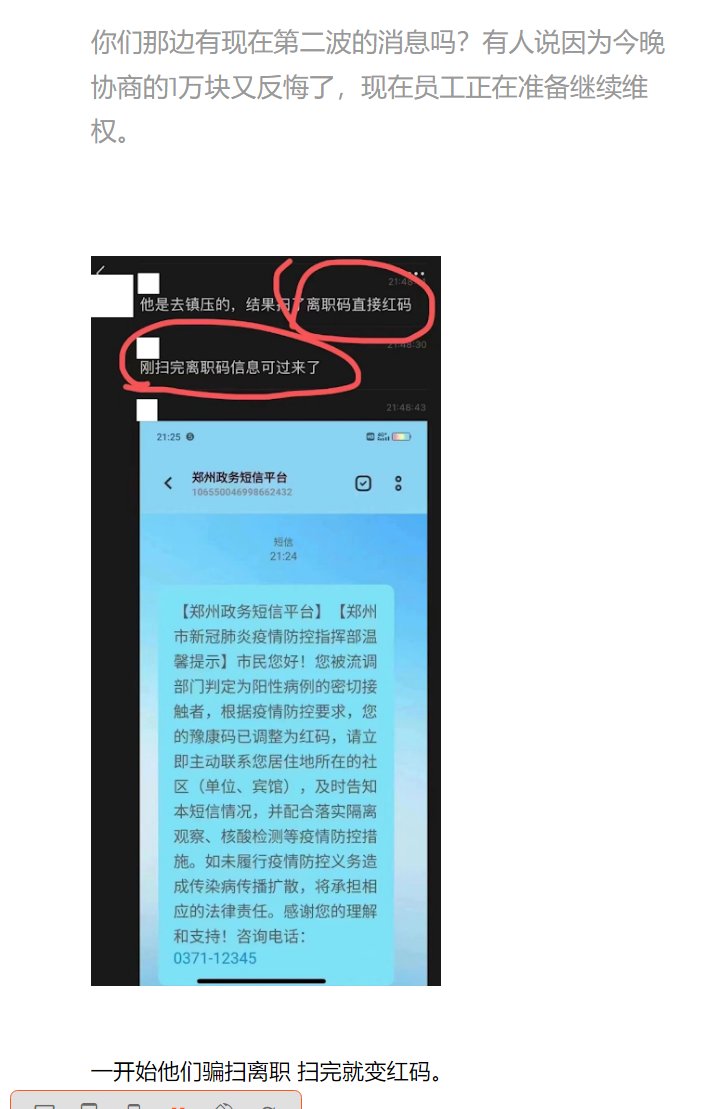 你们那边有现在第二波的消息吗？有人说因为今晚
协商的1万块又反悔了，现在员工正在准备继续维
权。
他是去镇压的，结果扫了离职码直接红码
21:48:30
刚扫完离职码信息可过来了
21:48:43
21:25
郑州政务短信平台
106550046998662432
短信
21:24
【郑州政务短信平台】【郑州
市新冠肺炎疫情防控指挥部温
馨提示】市民您好！您被流调
部门判定为阳性病例的密切接
触者，根据疫情防控要求，您
的豫康码已调整为红码，请立
即主动联系您居住地所在的社
区（单位、宾馆），及时告知
本短信情况，并配合落实隔离
观察、核酸检测等疫情防控措
施。如未履行疫情防控义务造
成传染病传播扩散，将承担相
应的法律责任。感谢您的理解
和支持！咨询电话：
0371-12345
一开始他们骗扫离职 扫完就变红码。